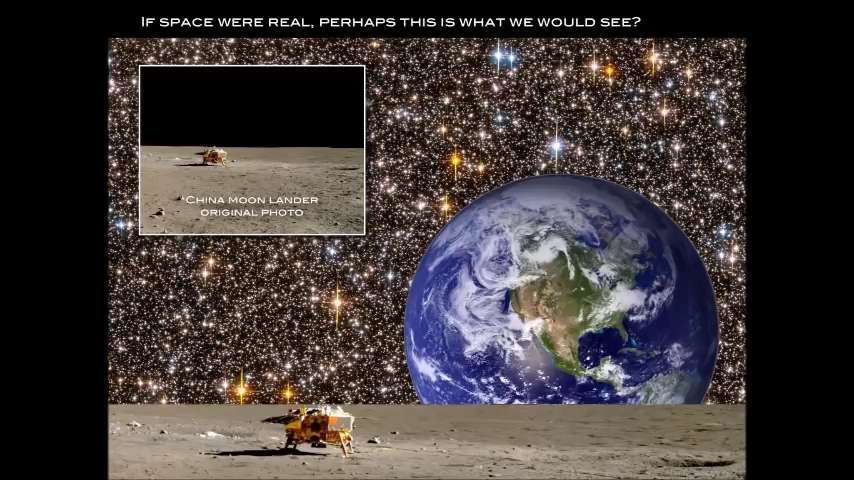 If space were real, perhaps this is what we would see?
*China moon lander
original photo